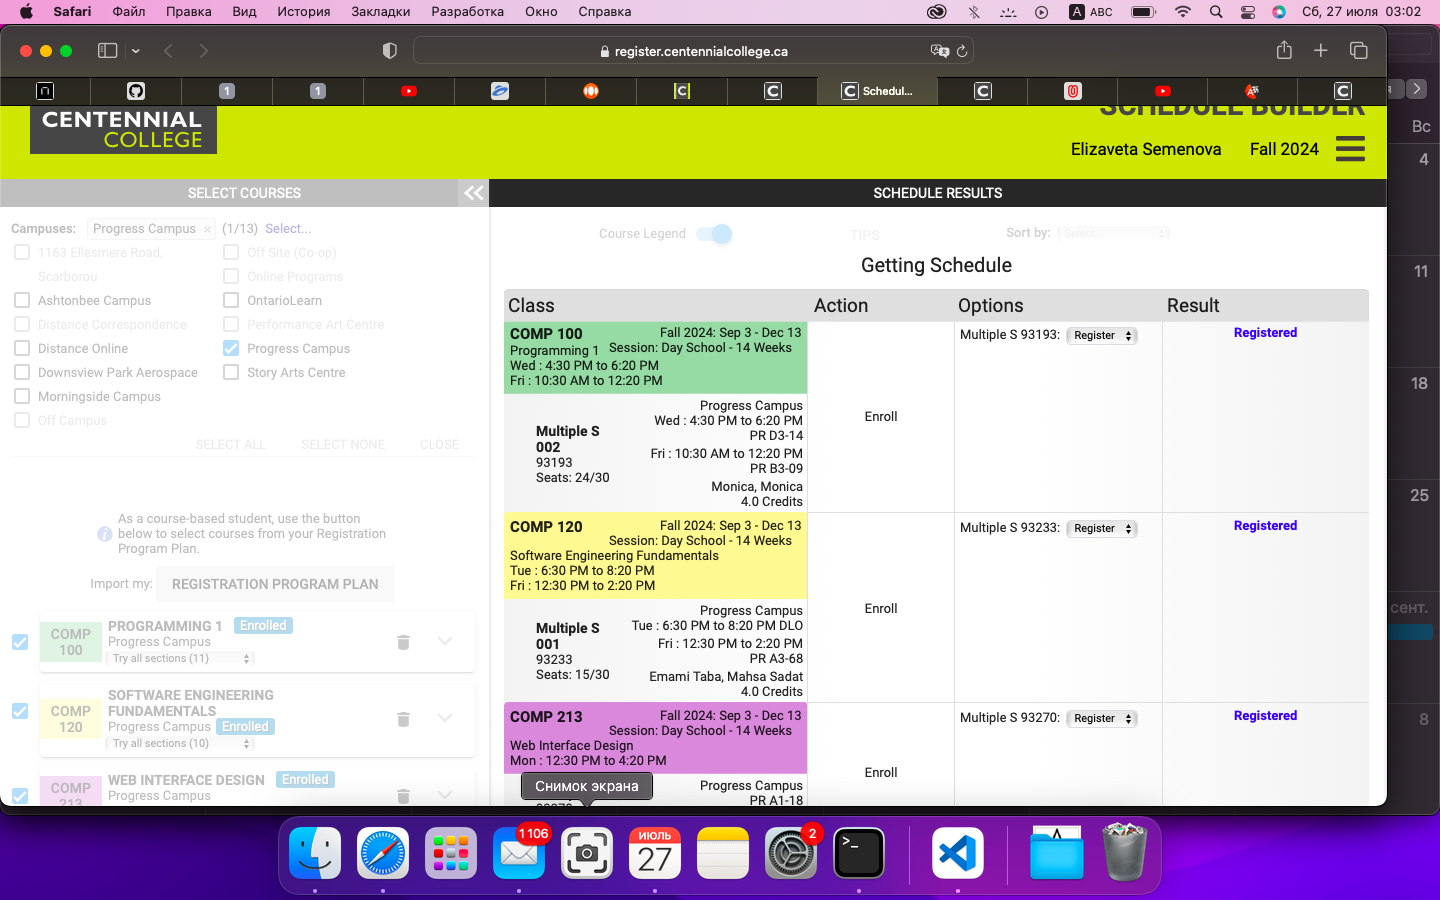 Safari Файл Правка Вид История Закладки Разработка Окно Справка A ABC Сб, 27 июля 03:02
register.centennialcollege.ca
1 1 C C Schedul... C C
CENTENNIAL
COLLEGE
SCHEDULE BUILDER
Elizaveta Semenova Fall 2024
SELECT COURSES
Campuses: Progress Campus × (1/13) Select...
1163 Ellesmere Road,
Scarborou
Off Site (Co-op)
Online Programs
Ashtonbee Campus OntarioLearn
Distance Correspondence Performance Art Centre
Distance Online Progress Campus
Downsview Park Aerospace Story Arts Centre
Morningside Campus
Off Campus
SELECT ALL SELECT NONE CLOSE
As a course-based student, use the button
below to select courses from your Registration
Program Plan.
Import my: REGISTRATION PROGRAM PLAN
COMP
100
PROGRAMMING 1 Enrolled
Progress Campus
Try all sections (11)
COMP
120
SOFTWARE ENGINEERING
FUNDAMENTALS
Progress Campus Enrolled
Try all sections (10)
COMP
213
WEB INTERFACE DESIGN Enrolled
Progress Campus
SCHEDULE RESULTS
Course Legend TIPS Sort by: Select...
Getting Schedule
Class Action Options Result
COMP 100 Fall 2024: Sep 3 - Dec 13
Programming 1 Session: Day School - 14 Weeks
Wed : 4:30 PM to 6:20 PM
Fri : 10:30 AM to 12:20 PM
Multiple S 93193: Register
Registered
Multiple S
002
93193
Seats: 24/30
Progress Campus
Wed : 4:30 PM to 6:20 PM
PR D3-14
Fri : 10:30 AM to 12:20 PM
PR B3-09
Monica, Monica
4.0 Credits
Enroll
COMP 120 Fall 2024: Sep 3 - Dec 13
Session: Day School - 14 Weeks
Software Engineering Fundamentals
Tue : 6:30 PM to 8:20 PM
Fri : 12:30 PM to 2:20 PM
Multiple S 93233: Register
Registered
Multiple S
001
93233
Seats: 15/30
Progress Campus
Tue : 6:30 PM to 8:20 PM DLO
Fri : 12:30 PM to 2:20 PM
PR A3-68
Emami Taba, Mahsa Sadat
4.0 Credits
Enroll
COMP 213 Fall 2024: Sep 3 - Dec 13
Session: Day School - 14 Weeks
Web Interface Design
Mon : 12:30 PM to 4:20 PM
Multiple S 93270: Register
Registered
Progress Campus
PR A1-18
Enroll
Снимок экрана
Вс
4
11
18
25
сент.
8
1 106
ИЮЛЬ
27
2